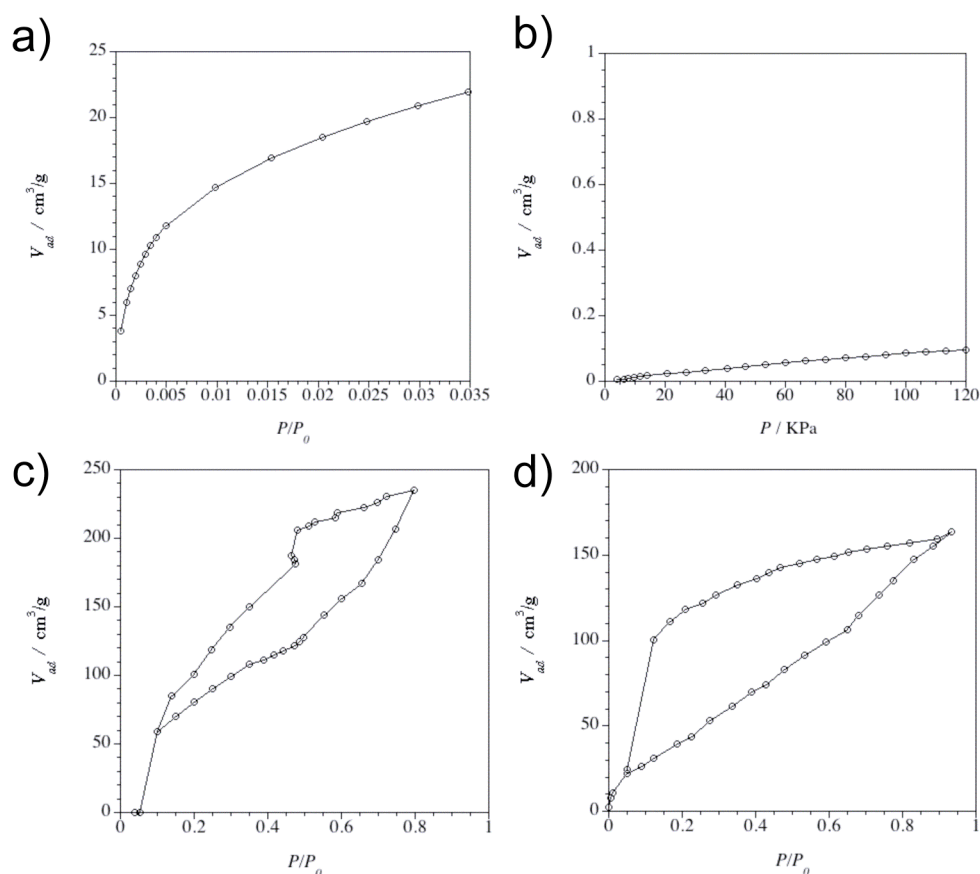 a)
25
20
15
10
5
0
V_ad / cm³/g
0 0.005 0.01 0.015 0.02 0.025 0.03 0.035
P/P_0
b)
1
0.8
0.6
0.4
0.2
0
V_ad / cm³/g
0 20 40 60 80 100 120
P / KPa
c)
250
200
150
100
50
0
V_ad / cm³/g
0 0.2 0.4 0.6 0.8 1
P/P_0
d)
200
150
100
50
0
V_ad / cm³/g
0 0.2 0.4 0.6 0.8 1
P/P_0